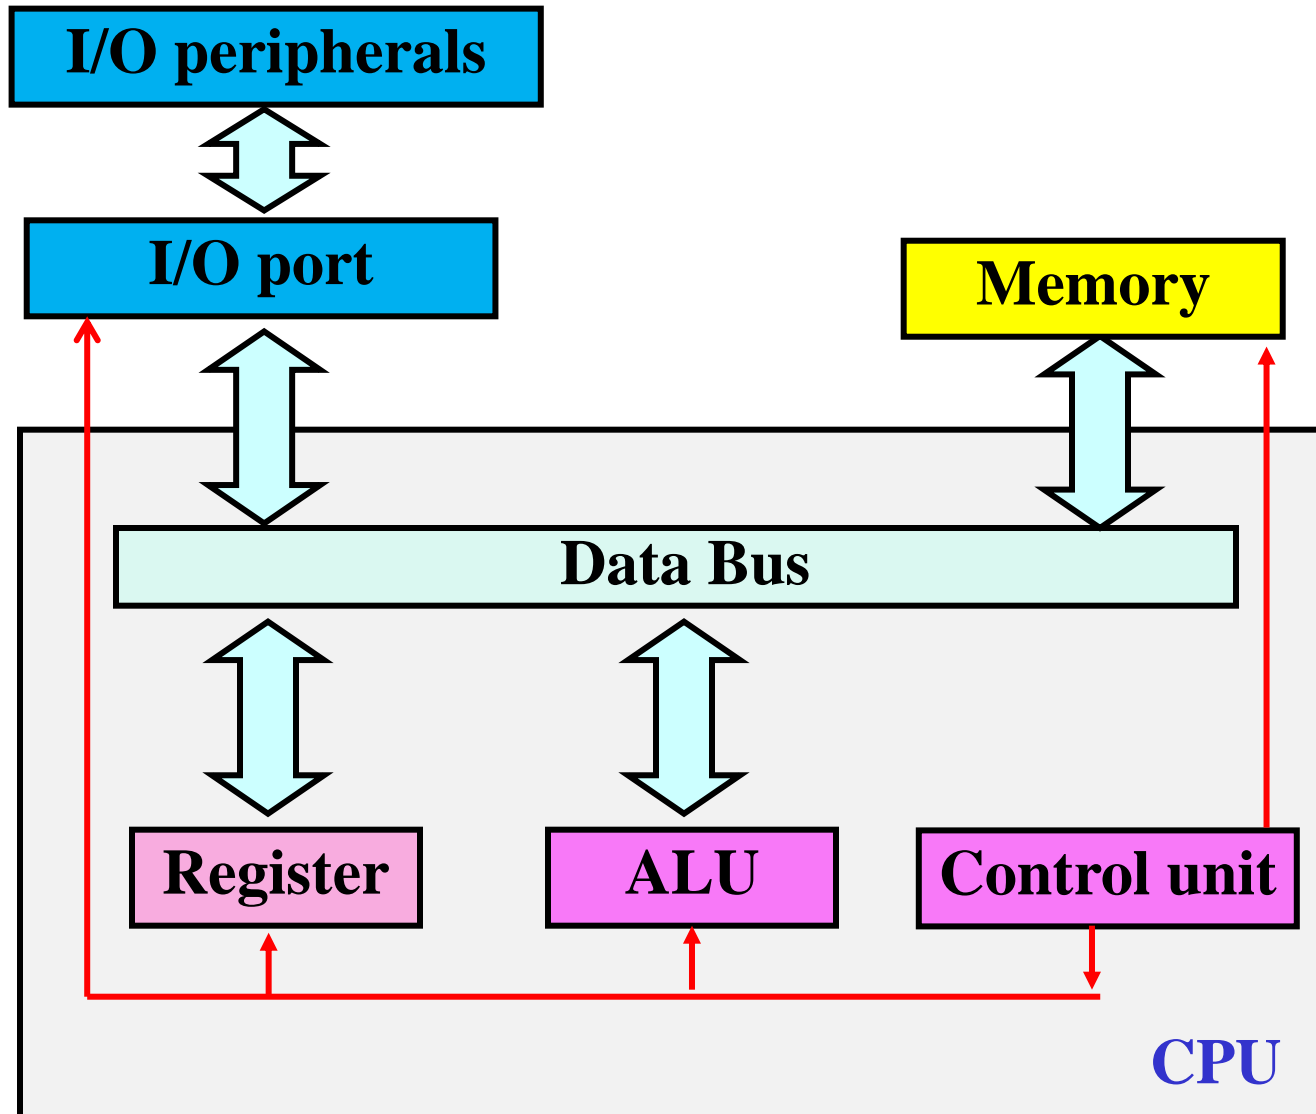 I/O peripherals
I/O port
Memory
Data Bus
Register
ALU
Control unit
CPU